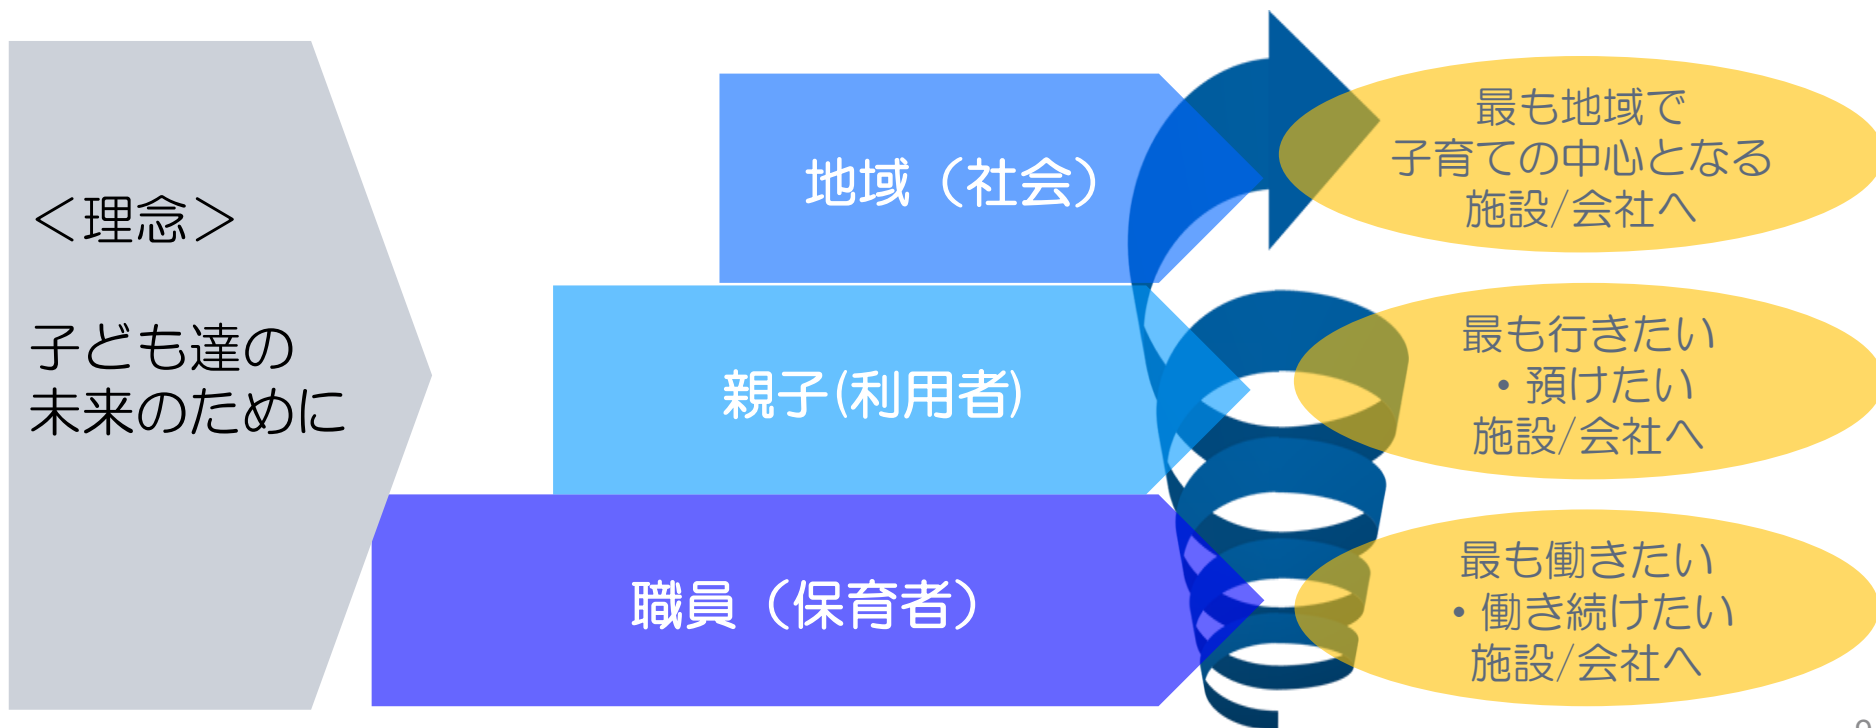 ＜理念＞
子ども達の
未来のために
地域（社会）
親子(利用者)
職員（保育者）
最も地域で
子育ての中心となる
施設/会社へ
最も行きたい
・預けたい
施設/会社へ
最も働きたい
・働き続けたい
施設/会社へ